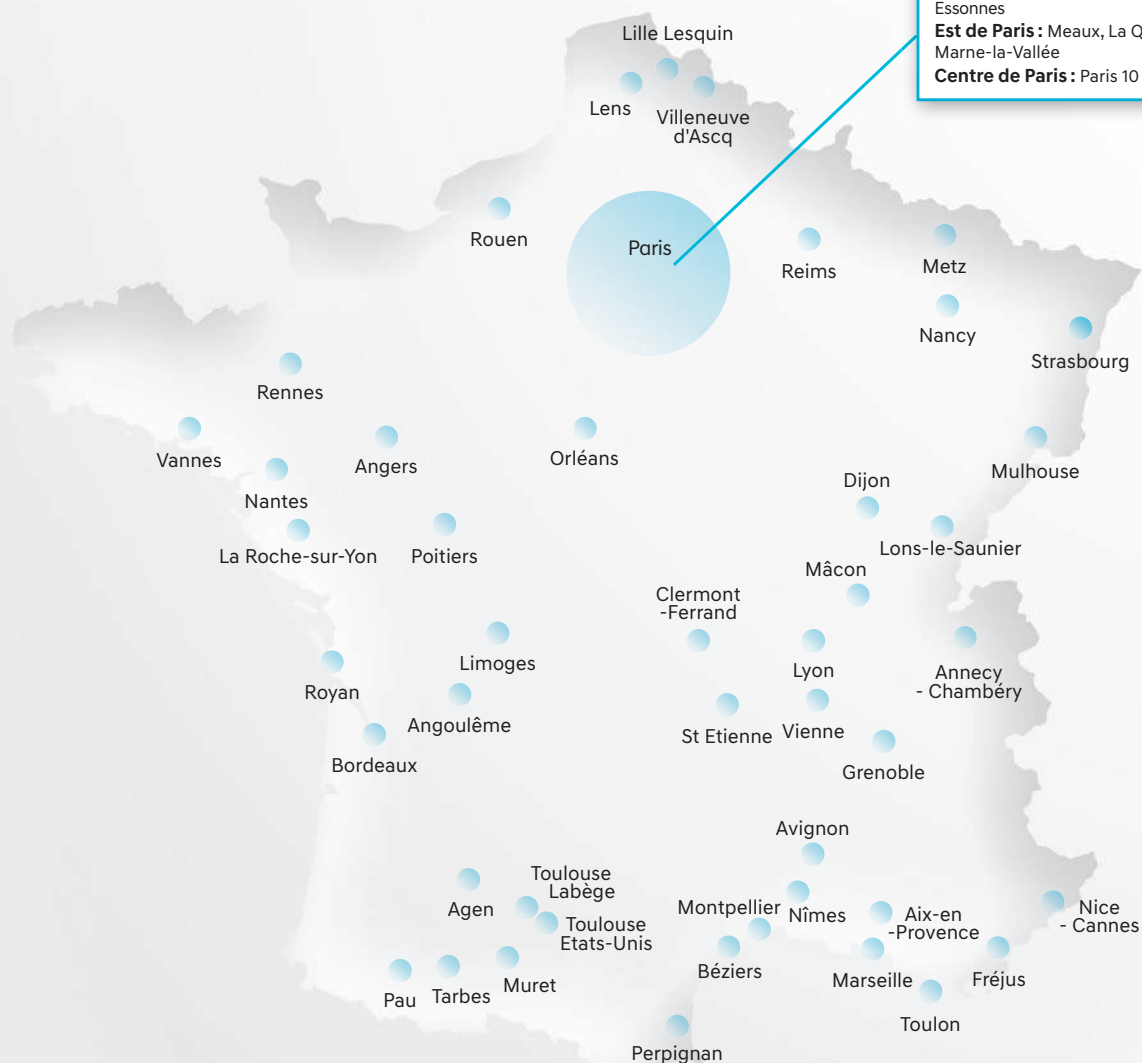 Essonnes
Est de Paris : Meaux, La Q
Marne-la-Vallée
Centre de Paris : Paris 10
Lille Lesquin
Lens
Villeneuve
d'Ascq
Rouen
Paris
Reims
Metz
Nancy
Strasbourg
Rennes
Vannes
Angers
Orléans
Mulhouse
Nantes
Dijon
La Roche-sur-Yon
Poitiers
Lons-le-Saunier
Mâcon
Clermont
-Ferrand
Limoges
Lyon
Annecy
- Chambéry
Royan
Angoulême
St Etienne
Vienne
Bordeaux
Grenoble
Avignon
Toulouse
Labège
Agen
Toulouse
Etats-Unis
Montpellier
Nîmes
Aix-en
-Provence
Nice
- Cannes
Béziers
Marseille
Fréjus
Pau
Tarbes
Muret
Toulon
Perpignan